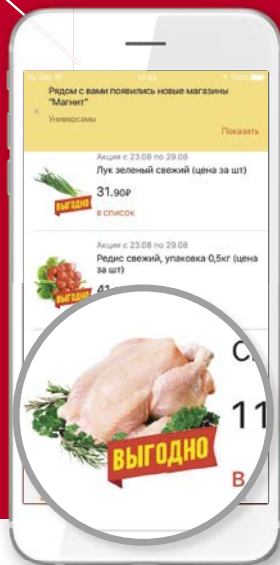 Рядом с вами появились новые магазины
"Магнит"
Универсамы
Показать
Акция с 23.08 по 29.08
Лук зеленый свежий (цена за шт)
31.90₽
ВЫГОДНО
в список
Акция с 23.08 по 29.08
Редис свежий, упаковка 0,5кг (цена
за шт)
ВЫГОДНО
41
11
ВЫГОДНО
В